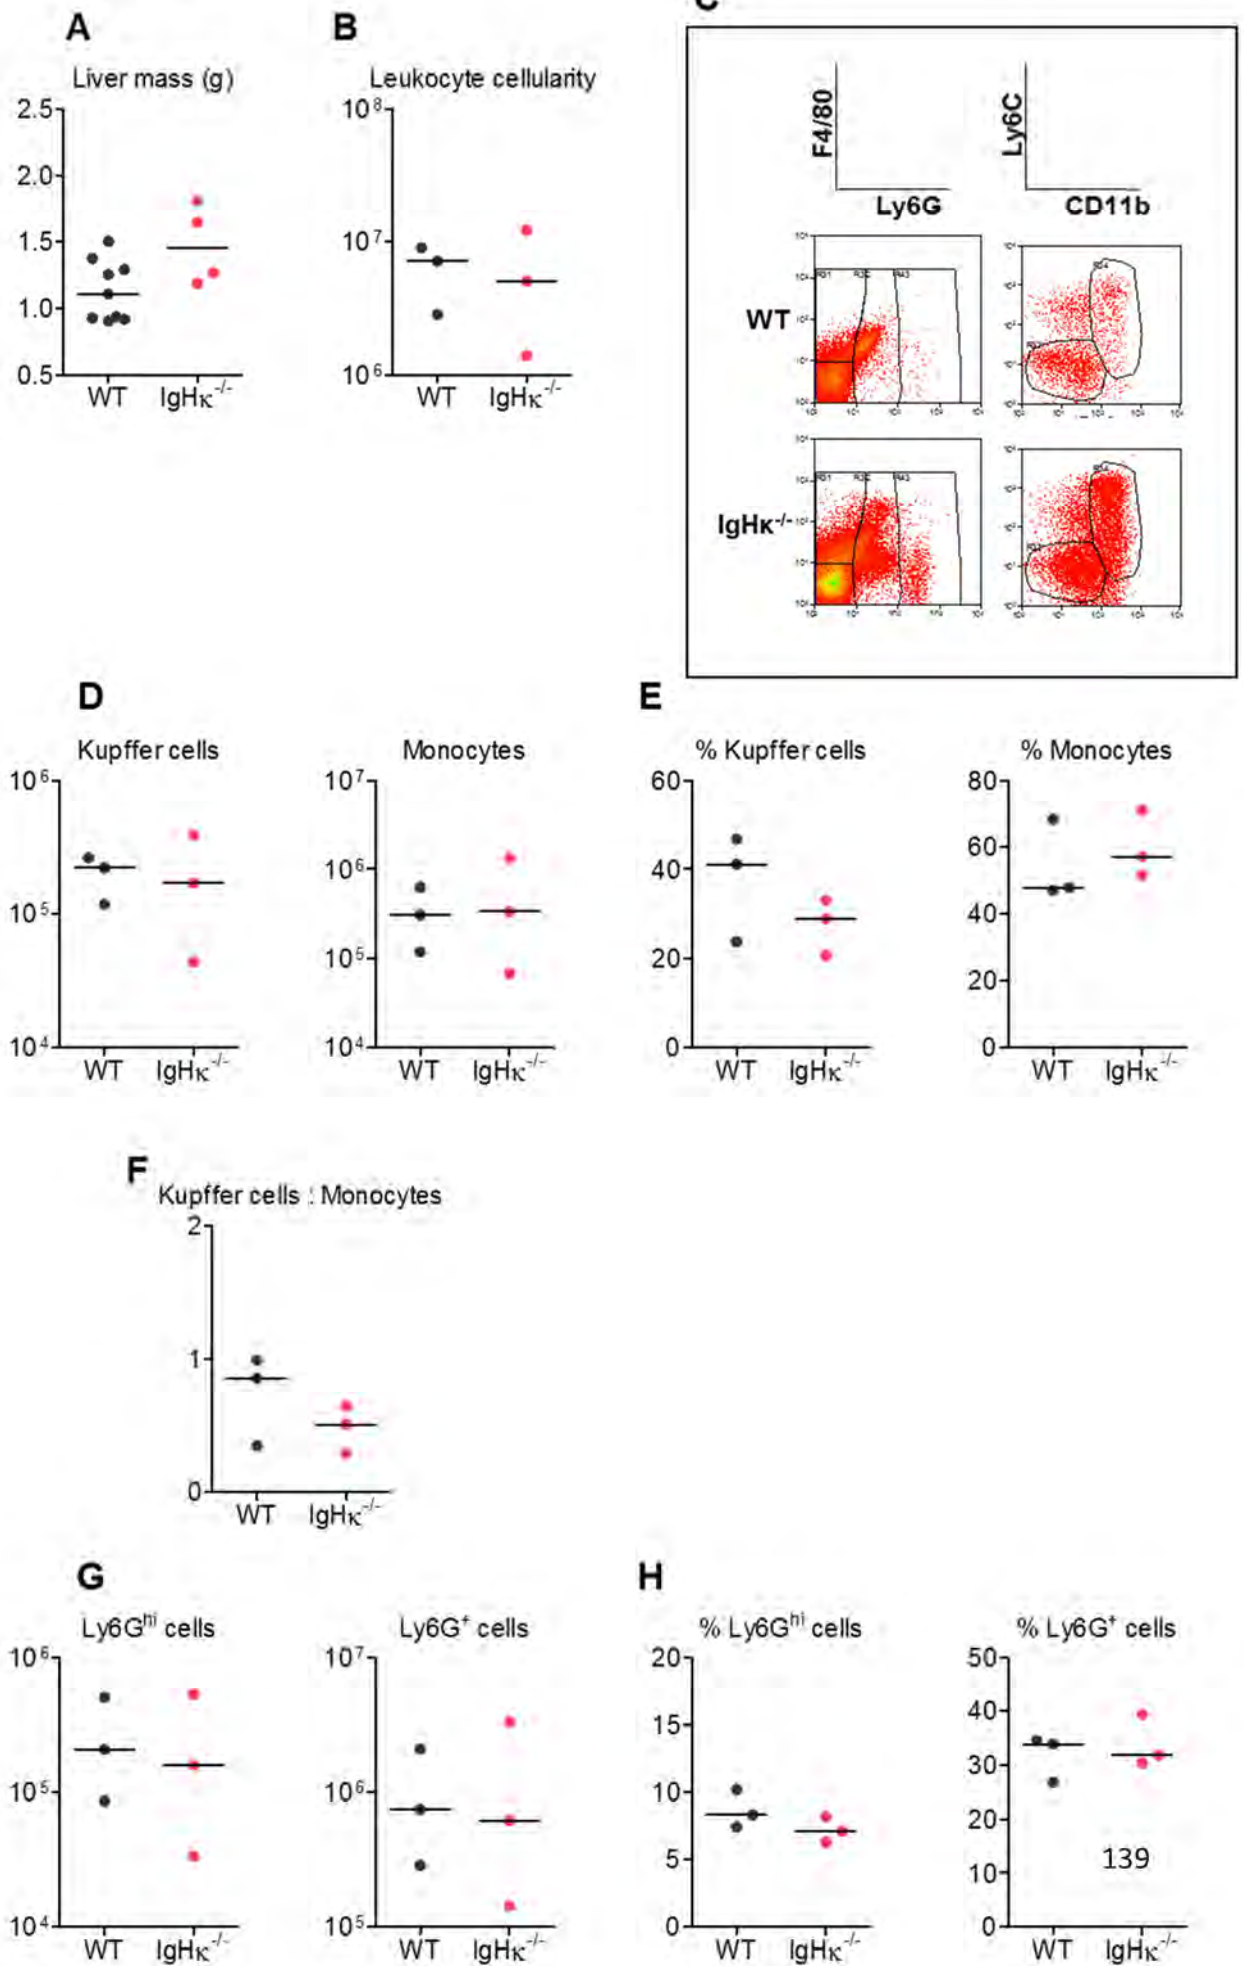 A
Liver mass (g)
2.5
2.0
1.5
1.0
0.5
WT IgHκ-/-
B
Leukocyte cellularity
10⁸
10⁷
10⁶
WT IgHκ-/-
C
F4/80
Ly6G
Ly6C
CD11b
WT
IgHκ-/-
D
Kupffer cells
10⁶
10⁵
10⁴
WT IgHκ-/-
Monocytes
10⁷
10⁶
10⁵
10⁴
WT IgHκ-/-
E
% Kupffer cells
60
40
20
0
WT IgHκ-/-
% Monocytes
80
60
40
20
0
WT IgHκ-/-
F
Kupffer cells : Monocytes
2
1
0
WT IgHκ-/-
G
Ly6Gʰⁱ cells
10⁶
10⁵
10⁴
WT IgHκ-/-
Ly6G⁺ cells
10⁷
10⁶
10⁵
WT IgHκ-/-
H
% Ly6Gʰⁱ cells
20
15
10
5
0
WT IgHκ-/-
% Ly6G⁺ cells
50
40
30
20
10
0
WT IgHκ-/-
139